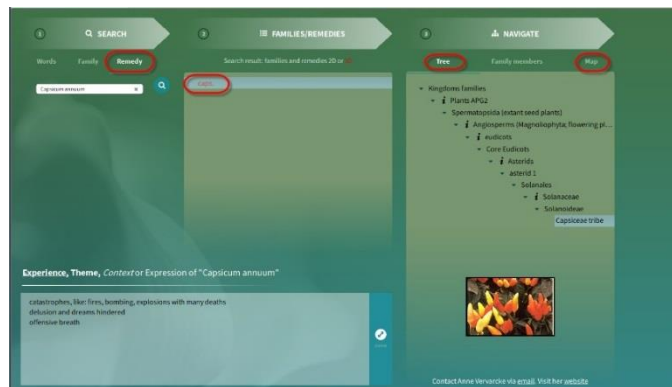 1 SEARCH
Words Family Remedy
Capsicum annuum x
2 FAMILIES/REMEDIES
Search result: families and remedies 2D or
caps.
3 NAVIGATE
Tree Family members Map
Kingdoms families
i Plants APG2
Spermatopsida (extant seed plants)
i Angiosperms (Magnoliophyta, flowering pl...
i eudicots
Core Eudicots
i Asterids
asterid 1
Solanales
i Solanaceae
Solanoideae
Capsiceae tribe
Experience, Theme, Context or Expression of "Capsicum annuum"
catastrophes, like: fires, bombing, explosions with many deaths
delusion and dreams hindered
offensive breath
Contact Anne Vervarcke by email. Visit her website